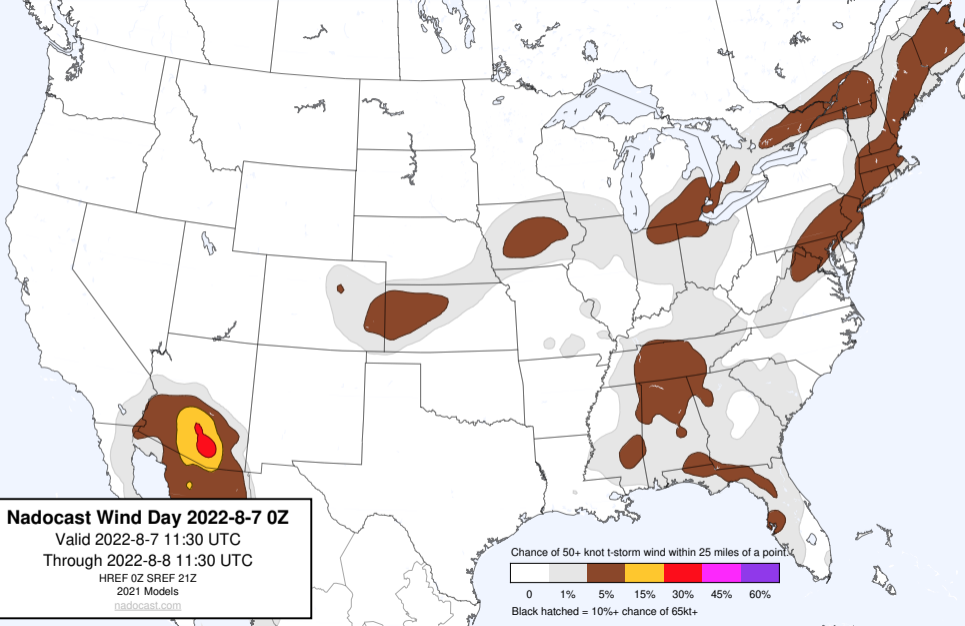 Nadocast Wind Day 2022-8-7 0Z
Valid 2022-8-7 11:30 UTC
Through 2022-8-8 11:30 UTC
HREF 0Z SREF 21Z
2021 Models
nadocast.com
Chance of 50+ knot t-storm wind within 25 miles of a point.
0 1% 5% 15% 30% 45% 60%
Black hatched = 10%+ chance of 65kt+